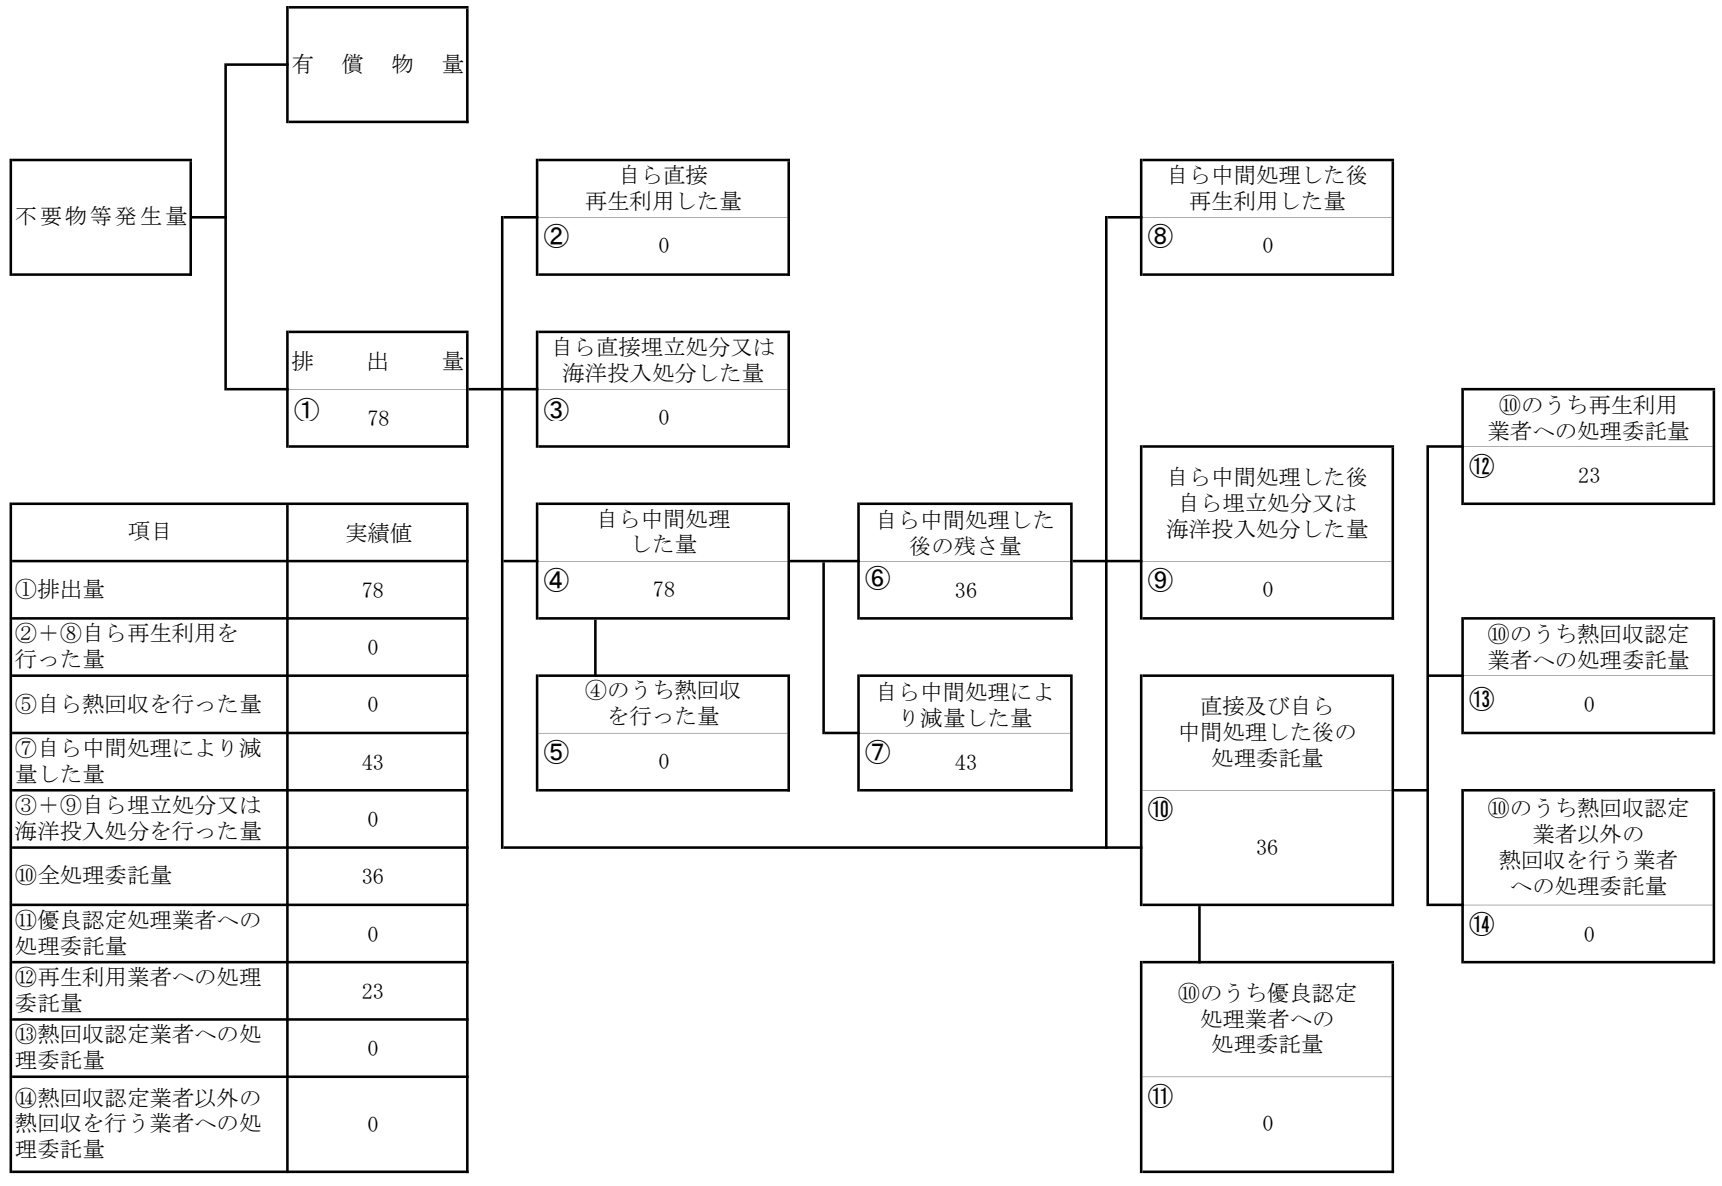 有償物量
不要物等発生量
排出量
① 78
自ら直接
再生利用した量
② 0
自ら直接埋立処分又は
海洋投入処分した量
③ 0
自ら中間処理
した量
④ 78
④のうち熱回収
を行った量
⑤ 0
自ら中間処理した
後の残さ量
⑥ 36
自ら中間処理によ
り減量した量
⑦ 43
自ら中間処理した後
再生利用した量
⑧ 0
自ら中間処理した後
自ら埋立処分又は
海洋投入処分した量
⑨ 0
直接及び自ら
中間処理した後の
処理委託量
⑩
36
⑩のうち優良認定
処理業者への
処理委託量
⑪
0
⑩のうち再生利用
業者への処理委託量
⑫ 23
⑩のうち熱回収認定
業者への処理委託量
⑬ 0
⑩のうち熱回収認定
業者以外の
熱回収を行う業者
への処理委託量
⑭ 0
項目 実績値
①排出量 78
②＋⑧自ら再生利用を
行った量 0
⑤自ら熱回収を行った量 0
⑦自ら中間処理により減
量した量 43
③＋⑨自ら埋立処分又は
海洋投入処分を行った量 0
⑩全処理委託量 36
⑪優良認定処理業者への
処理委託量 0
⑫再生利用業者への処理
委託量 23
⑬熱回収認定業者への処
理委託量 0
⑭熱回収認定業者以外の
熱回収を行う業者への処 0
理委託量